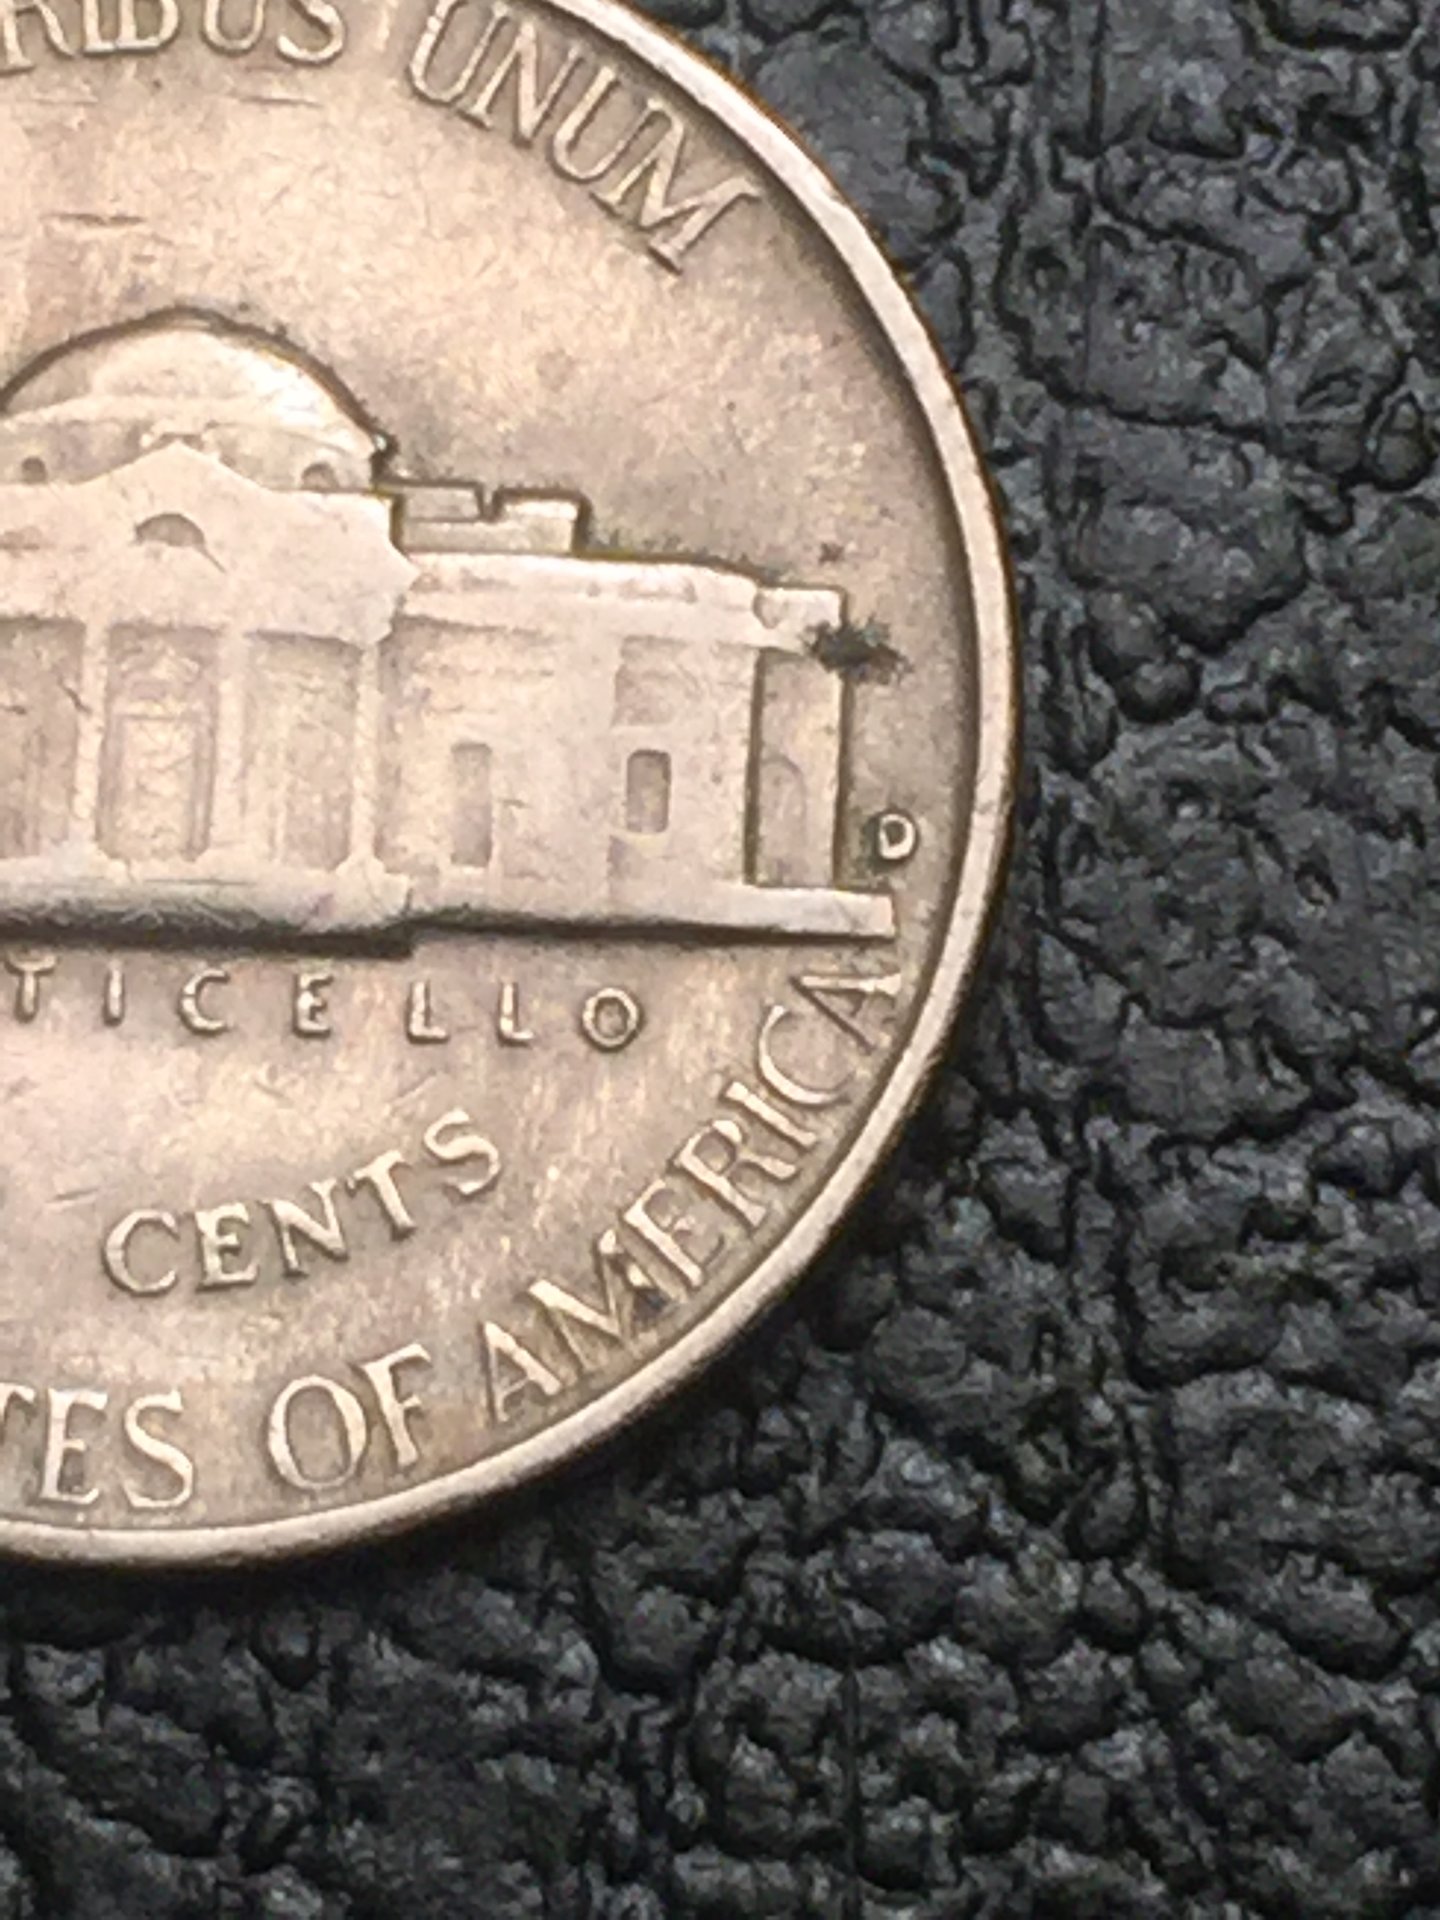 RIBUS UNUM
D
TICELLO
CENTS
TES OF AMERICA